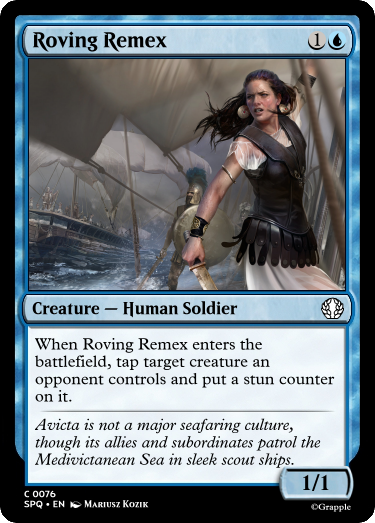 Roving Remex 1
Creature — Human Soldier
When Roving Remex enters the
battlefield, tap target creature an
opponent controls and put a stun counter
on it.
Avicta is not a major seafaring culture,
though its allies and subordinates patrol the
Medivictanean Sea in sleek scout ships.
1/1
C 0076
SPQ • EN Mariusz Kozik
©Grapple